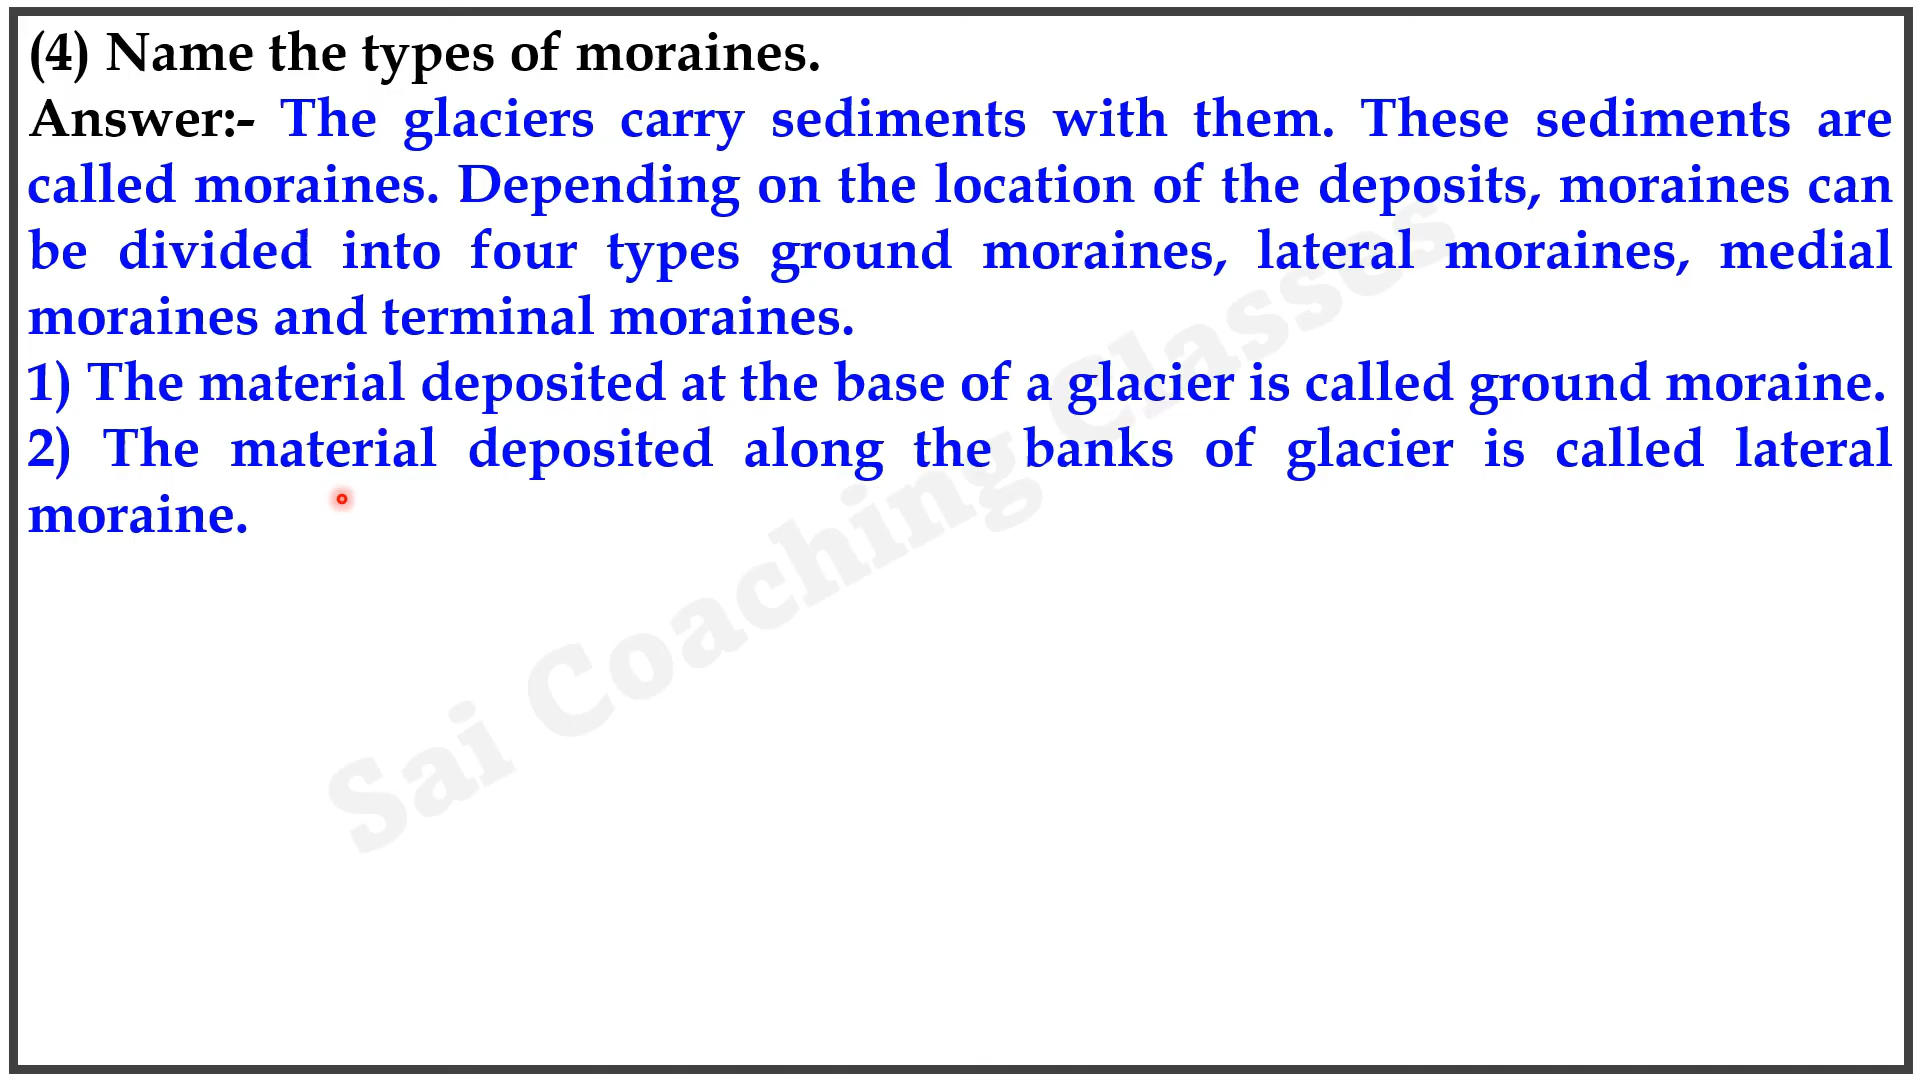 (4) Name the types of moraines.
Answer:- The glaciers carry sediments with them. These sediments are
called moraines. Depending on the location of the deposits, moraines can
be divided into four types ground moraines, lateral moraines, medial
moraines and terminal moraines.
1) The material deposited at the base of a glacier is called ground moraine.
2) The material deposited along the banks of glacier is called lateral
moraine.
Sai Coaching Classes